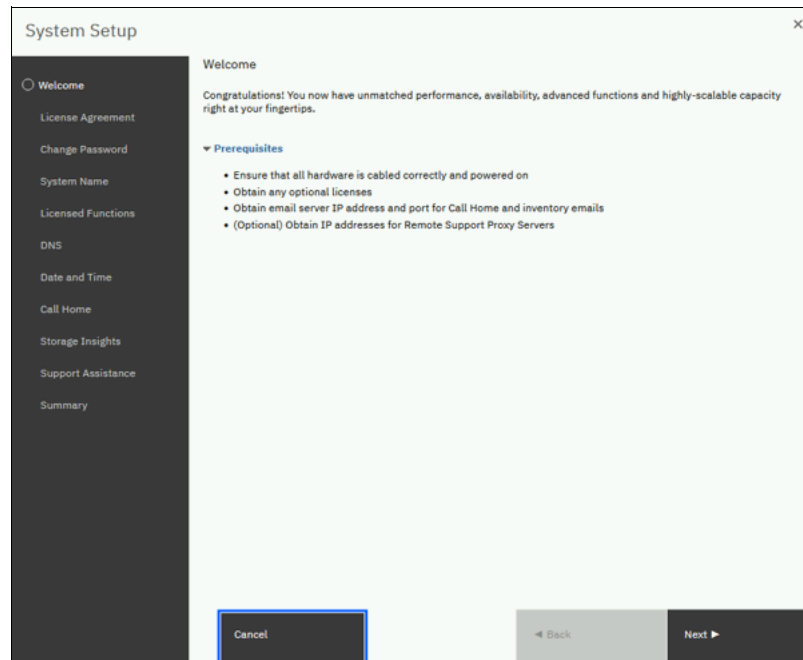 System Setup
×
Welcome
License Agreement
Change Password
System Name
Licensed Functions
DNS
Date and Time
Call Home
Storage Insights
Support Assistance
Summary
Welcome
Congratulations! You now have unmatched performance, availability, advanced functions and highly-scalable capacity
right at your fingertips.
▼ Prerequisites
• Ensure that all hardware is cabled correctly and powered on
• Obtain any optional licenses
• Obtain email server IP address and port for Call Home and inventory emails
• (Optional) Obtain IP addresses for Remote Support Proxy Servers
Cancel
◄ Back
Next ►